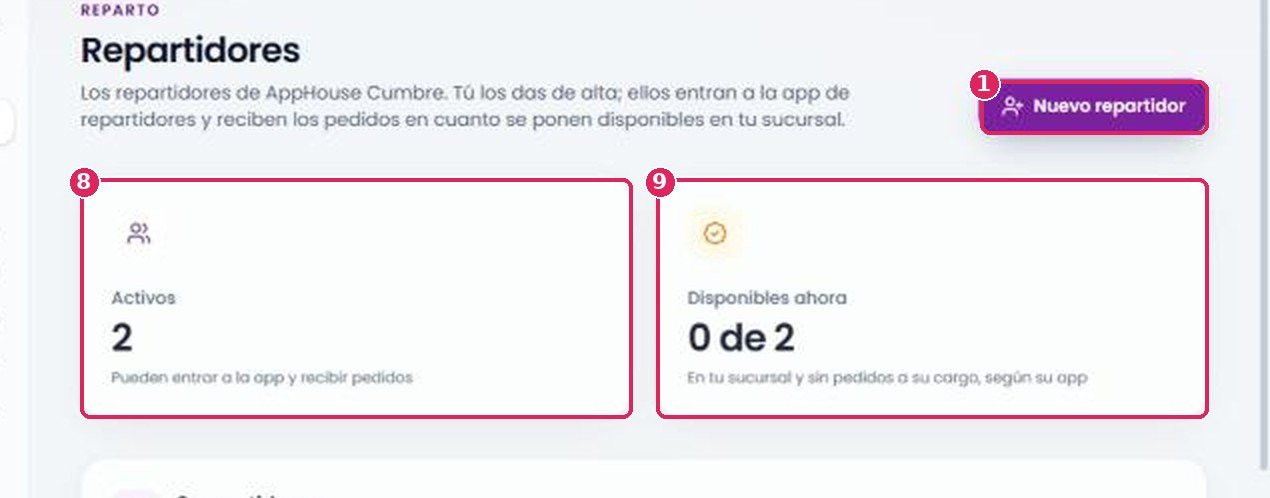 REPARTO
Repartidores
Los repartidores de AppHouse Cumbre. Tú los das de alta; ellos entran a la app de
repartidores y reciben los pedidos en cuanto se ponen disponibles en tu sucursal.
1
Nuevo repartidor
8
9
Activos
2
Pueden entrar a la app y recibir pedidos
Disponibles ahora
0 de 2
En tu sucursal y sin pedidos a su cargo, según su app